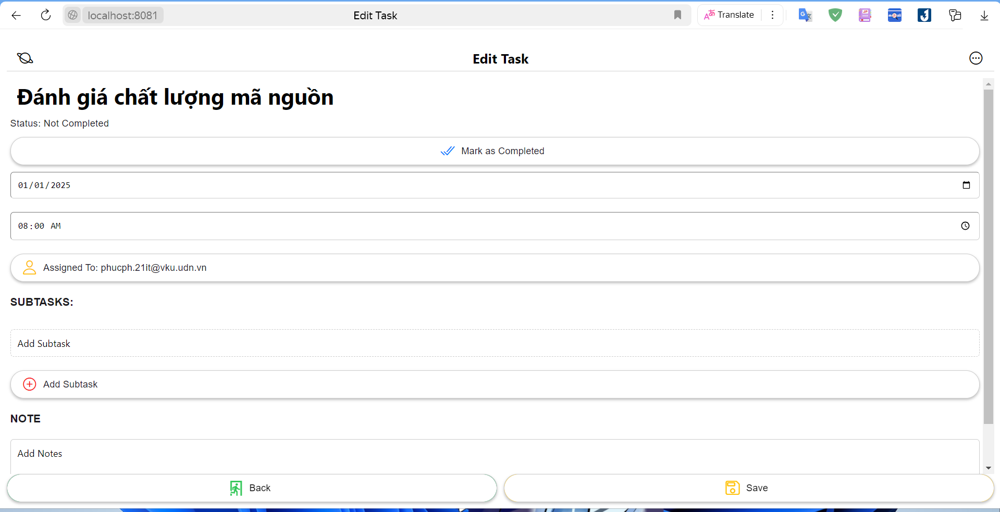 localhost:8081
Edit Task
Translate
Edit Task
Đánh giá chất lượng mã nguồn
Status: Not Completed
Mark as Completed
01/01/2025
08:00 AM
Assigned To: phucph.21it@vku.udn.vn
SUBTASKS:
Add Subtask
Add Subtask
NOTE
Add Notes
Back
Save